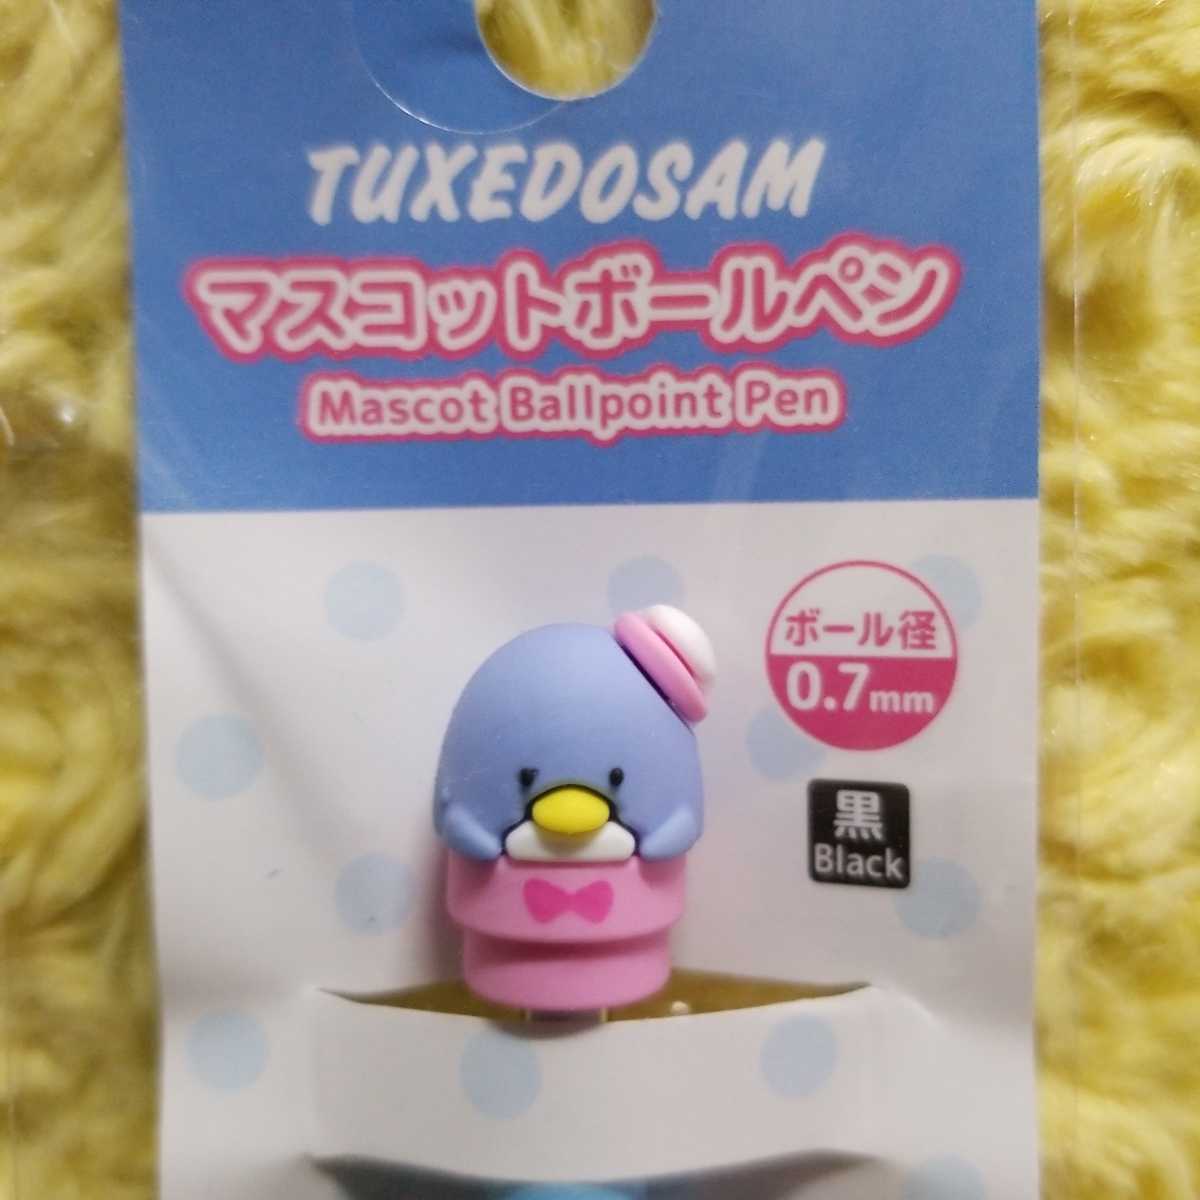 TUXEDOSAM
マスコットボールペン
Mascot Ballpoint Pen
ボール径
0.7mm
黒
Black